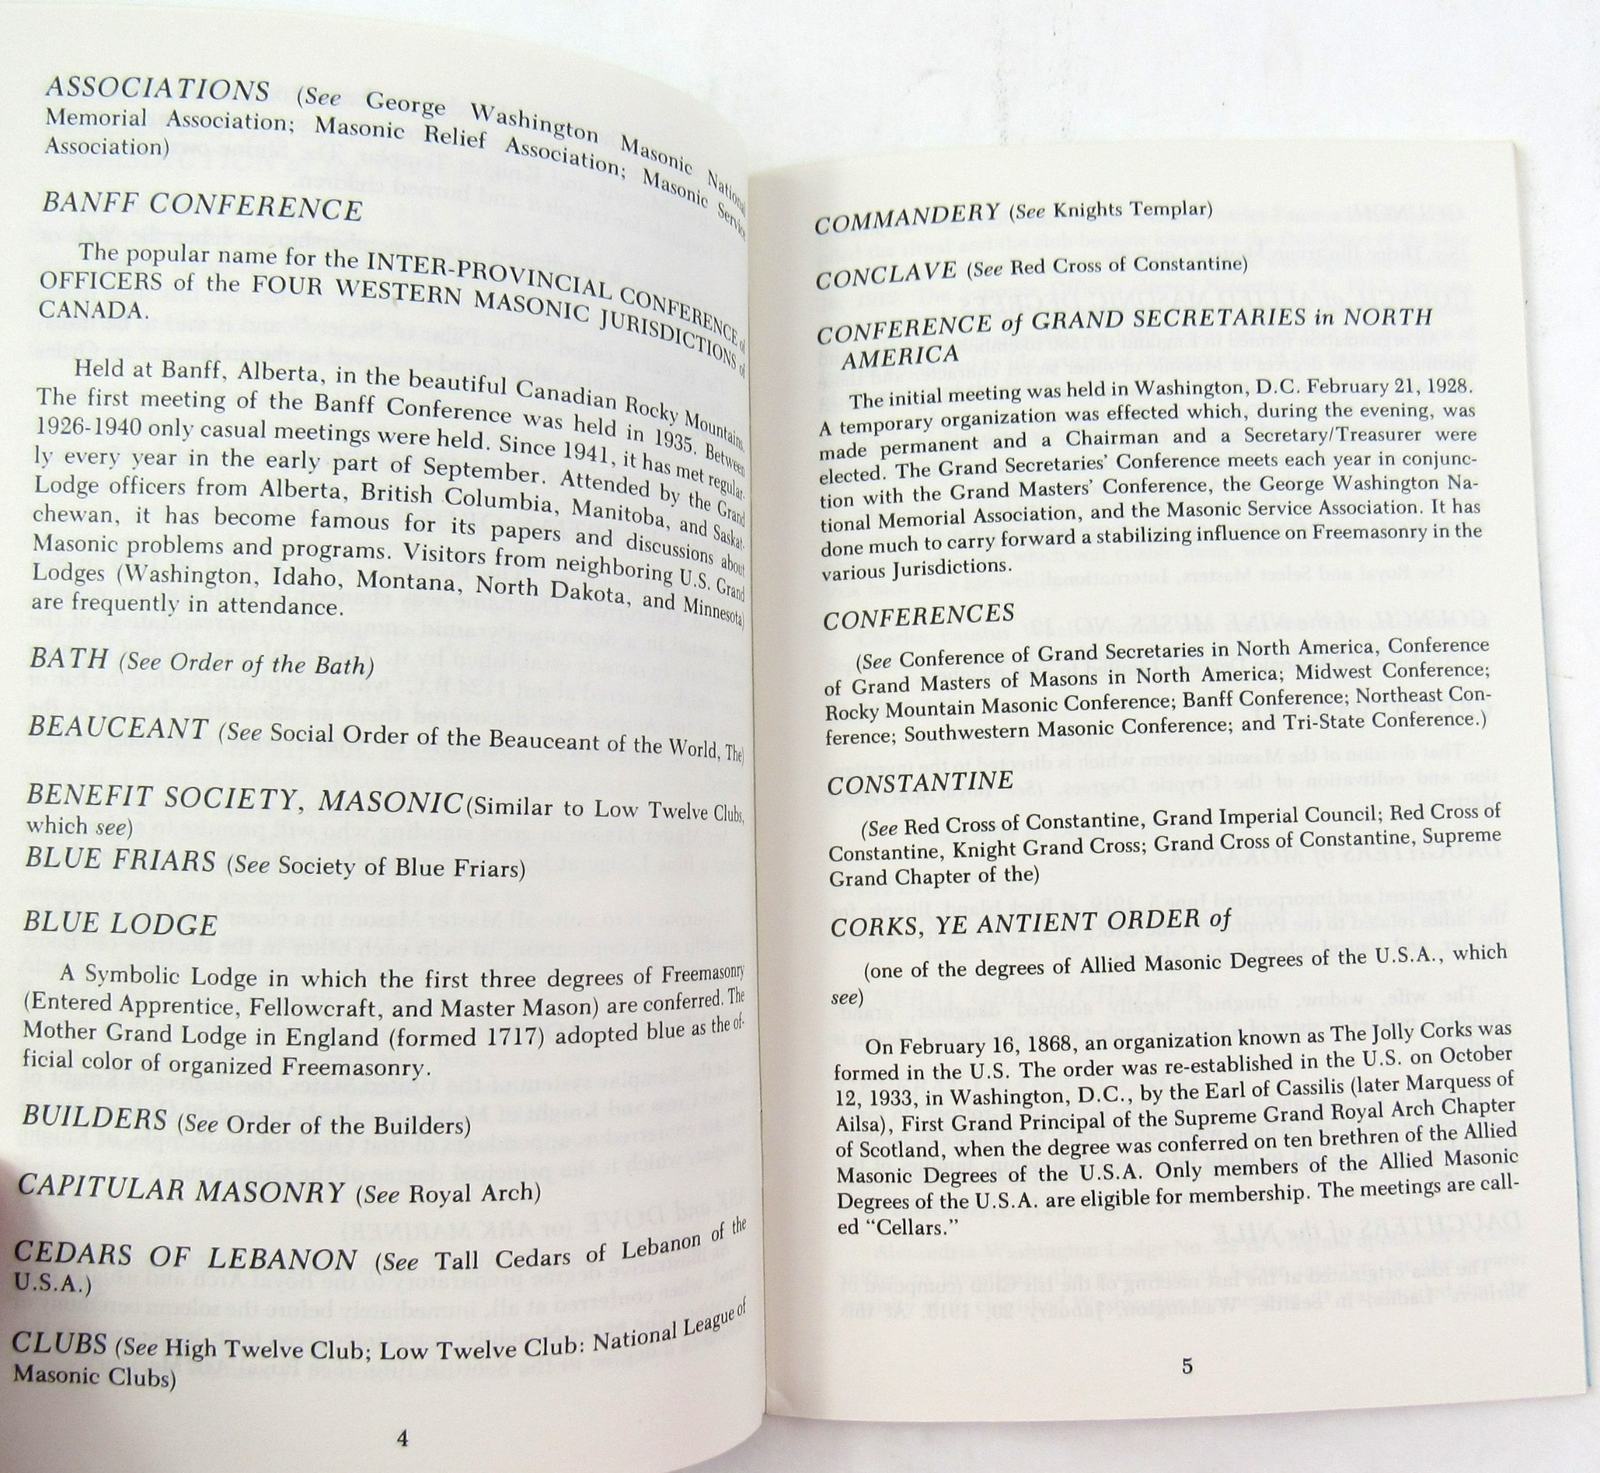 ASSOCIATIONS (See George Washington Masonic National
Memorial Association; Masonic Relief Association; Masonic Service
Association)
BANFF CONFERENCE
The popular name for the INTER-PROVINCIAL CONFERENCE of
OFFICERS of the FOUR WESTERN MASONIC JURISDICTIONS of
CANADA.
Held at Banff, Alberta, in the beautiful Canadian Rocky Mountains.
The first meeting of the Banff Conference was held in 1935. Between
1926-1940 only casual meetings were held. Since 1941, it has met regular-
ly every year in the early part of September. Attended by the Grand
Lodge officers from Alberta, British Columbia, Manitoba, and Saskat-
chewan, it has become famous for its papers and discussions about
Masonic problems and programs. Visitors from neighboring U.S. Grand
Lodges (Washington, Idaho, Montana, North Dakota, and Minnesota)
are frequently in attendance.
BATH (See Order of the Bath)
BEAUCEANT (See Social Order of the Beauceant of the World, The)
BENEFIT SOCIETY, MASONIC(Similar to Low Twelve Clubs,
which see)
BLUE FRIARS (See Society of Blue Friars)
BLUE LODGE
A Symbolic Lodge in which the first three degrees of Freemasonry
(Entered Apprentice, Fellowcraft, and Master Mason) are conferred. The
Mother Grand Lodge in England (formed 1717) adopted blue as the of-
ficial color of organized Freemasonry.
BUILDERS (See Order of the Builders)
CAPITULAR MASONRY (See Royal Arch)
CEDARS OF LEBANON (See Tall Cedars of Lebanon of the
U.S.A.)
CLUBS (See High Twelve Club; Low Twelve Club: National League of
Masonic Clubs)
4
COMMANDERY (See Knights Templar)
CONCLAVE (See Red Cross of Constantine)
CONFERENCE of GRAND SECRETARIES in NORTH
AMERICA
The initial meeting was held in Washington, D.C. February 21, 1928.
A temporary organization was effected which, during the evening, was
made permanent and a Chairman and a Secretary/Treasurer were
elected. The Grand Secretaries' Conference meets each year in conjunc-
tion with the Grand Masters' Conference, the George Washington Na-
tional Memorial Association, and the Masonic Service Association. It has
done much to carry forward a stabilizing influence on Freemasonry in the
various Jurisdictions.
CONFERENCES
(See Conference of Grand Secretaries in North America, Conference
of Grand Masters of Masons in North America; Midwest Conference;
Rocky Mountain Masonic Conference; Banff Conference; Northeast Con-
ference; Southwestern Masonic Conference; and Tri-State Conference.)
CONSTANTINE
(See Red Cross of Constantine, Grand Imperial Council; Red Cross of
Constantine, Knight Grand Cross; Grand Cross of Constantine, Supreme
Grand Chapter of the)
CORKS, YE ANTIENT ORDER of
(one of the degrees of Allied Masonic Degrees of the U.S.A., which
see)
On February 16, 1868, an organization known as The Jolly Corks was
formed in the U.S. The order was re-established in the U.S. on October
12, 1933, in Washington, D.C., by the Earl of Cassilis (later Marquess of
Ailsa), First Grand Principal of the Supreme Grand Royal Arch Chapter
of Scotland, when the degree was conferred on ten brethren of the Allied
Masonic Degrees of the U.S.A. Only members of the Allied Masonic
Degrees of the U.S.A. are eligible for membership. The meetings are call-
ed "Cellars."
5